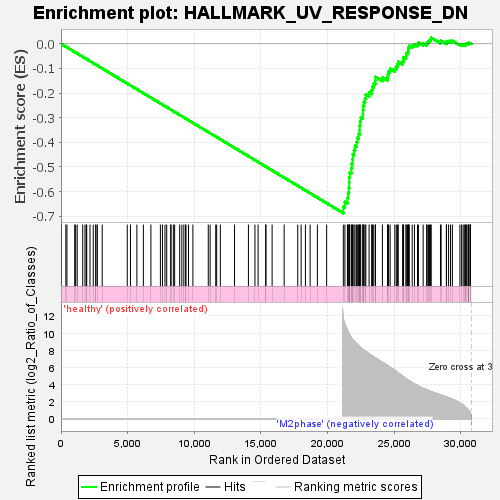 Enrichment plot: HALLMARK_UV_RESPONSE_DN
Enrichment score (ES)
0.0
-0.1
-0.2
-0.3
-0.4
-0.5
-0.6
-0.7
Ranked list metric (log2_Ratio_of_Classes)
'healthy' (positively correlated)
12
10
8
6
4
2
0
Zero cross at 3
'M2phase' (negatively correlated)
0
5,000
10,000
15,000
20,000
25,000
30,000
Rank in Ordered Dataset
Enrichment profile
Hits
Ranking metric scores